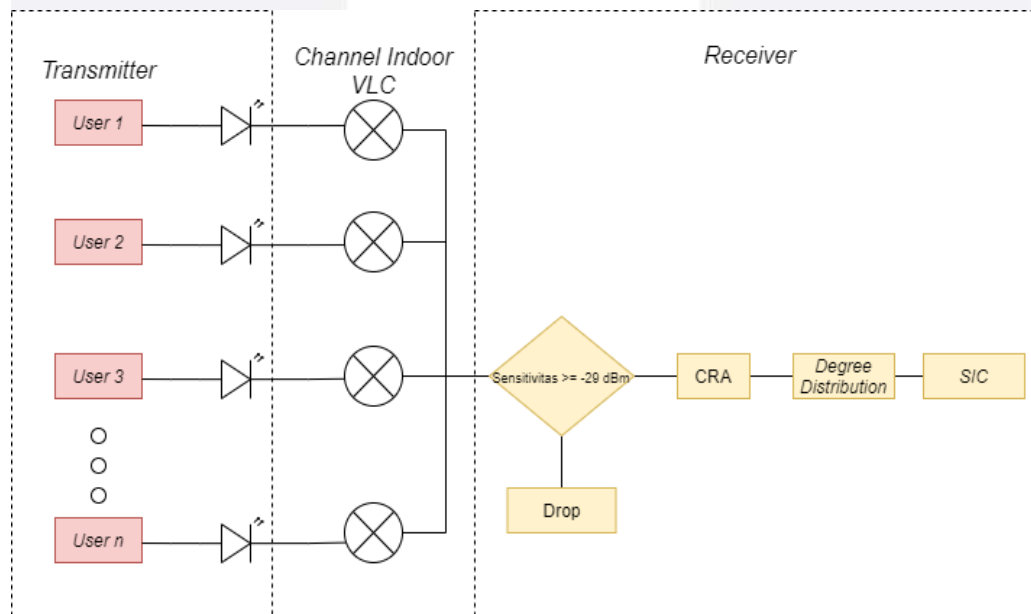 Transmitter
Channel Indoor
VLC
Receiver
User 1
User 2
User 3
User n
Sensitivitas >= -29 dBm
CRA
Degree
Distribution
SIC
Drop